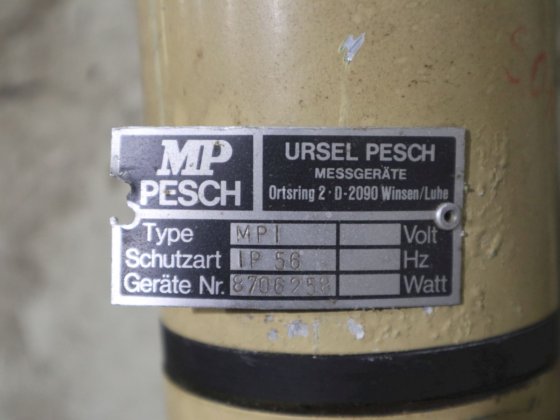 MP
PESCH
URSEL PESCH
MESSGERÄTE
Ortsring 2 · D-2090 Winsen/Luhe
Type MPI Volt
Schutzart IP 56 Hz
Geräte Nr. 8706258 Watt